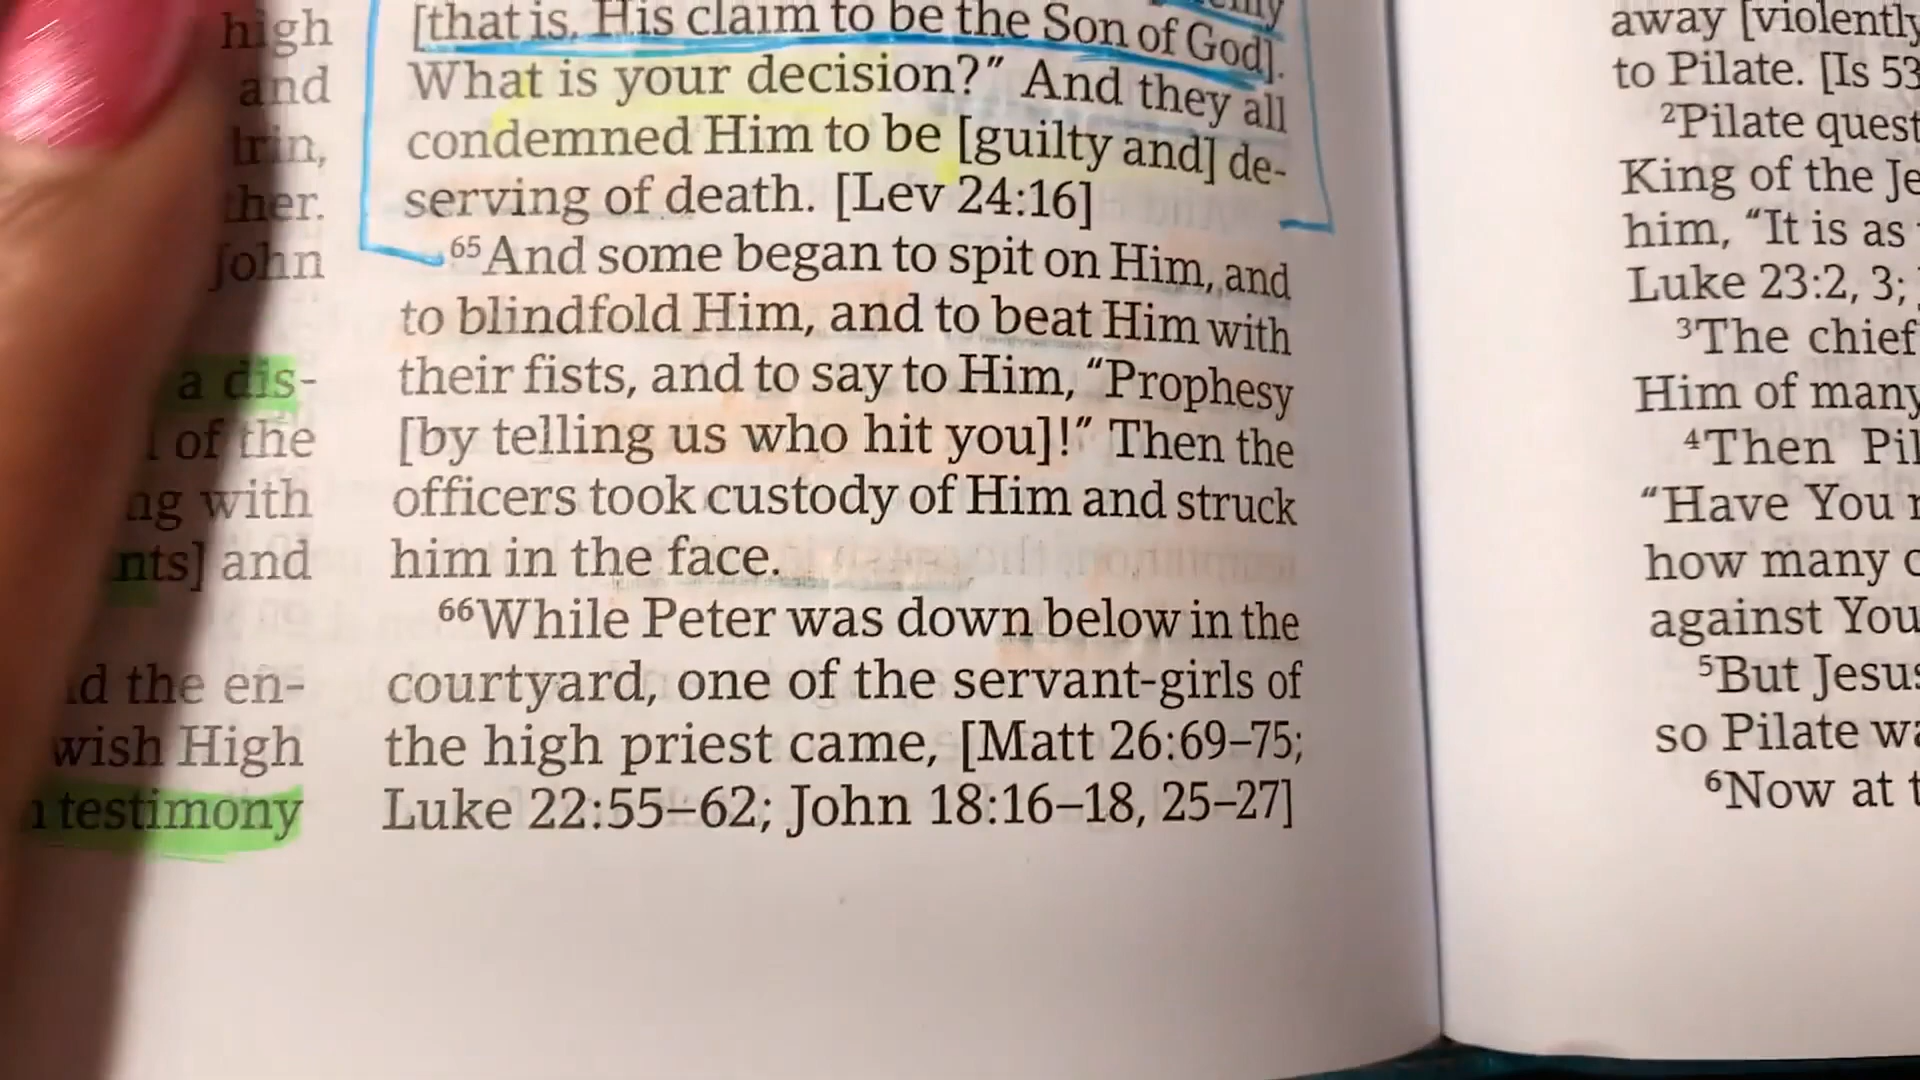 high
and
lrin,
ther.
John
a dis-
of the
ng with
nts] and
d the en-
wish High
testimony
[that is, His claim to be the Son of God].
What is your decision?” And they all
condemned Him to be [guilty and] de-
serving of death. [Lev 24:16]
65And some began to spit on Him, and
to blindfold Him, and to beat Him with
their fists, and to say to Him, “Prophesy
[by telling us who hit you]!” Then the
officers took custody of Him and struck
him in the face.
66While Peter was down below in the
courtyard, one of the servant-girls of
the high priest came, [Matt 26:69–75;
Luke 22:55–62; John 18:16–18, 25–27]
away [violently
to Pilate. [Is 53
2Pilate quest
King of the Je
him, “It is as
Luke 23:2, 3;
3The chief
Him of many
4Then Pil
“Have You
how many
against You
5But Jesus
so Pilate wa
6Now at t